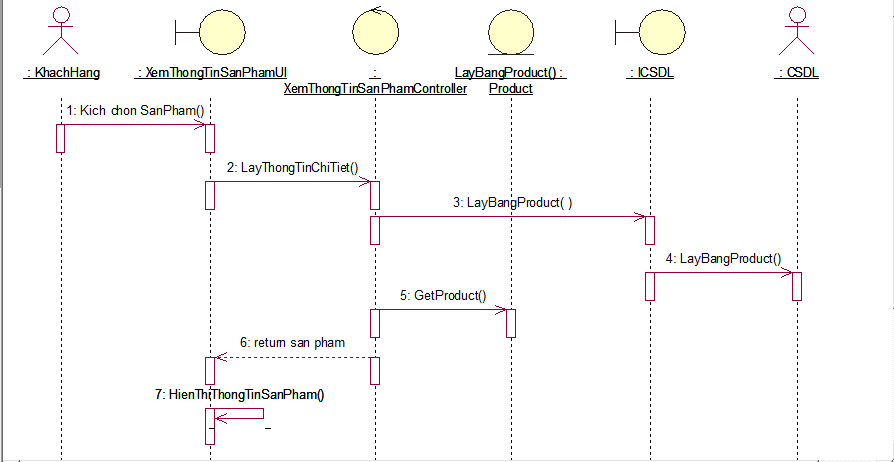 : KhachHang
: XemThongTinSanPhamUI
:
XemThongTinSanPhamController
LayBangProduct() :
Product
: ICSDL
: CSDL
1: Kich chon SanPham()
2: LayThongTinChiTiet()
3: LayBangProduct( )
4: LayBangProduct()
5: GetProduct()
6: return san pham
7: HienThiThongTinSanPham()